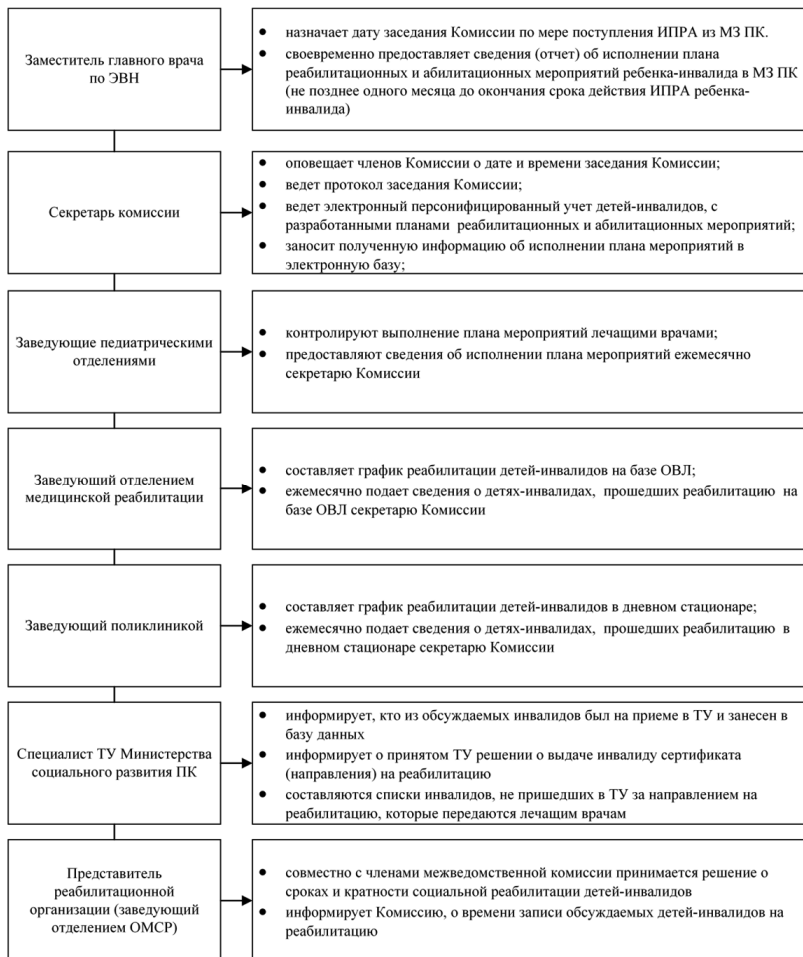 Заместитель главного врача
по ЭВН
● назначает дату заседания Комиссии по мере поступления ИПРА из МЗ ПК.
● своевременно предоставляет сведения (отчет) об исполнении плана
реабилитационных и абилитационных мероприятий ребенка-инвалида в МЗ ПК
(не позднее одного месяца до окончания срока действия ИПРА ребенка-
инвалида)
Секретарь комиссии
● оповещает членов Комиссии о дате и времени заседания Комиссии;
● ведет протокол заседания Комиссии;
● ведет электронный персонифицированный учет детей-инвалидов, с
разработанными планами реабилитационных и абилитационных мероприятий;
● заносит полученную информацию об исполнении плана мероприятий в
электронную базу;
Заведующие педиатрическими
отделениями
● контролируют выполнение плана мероприятий лечащими врачами;
● предоставляют сведения об исполнении плана мероприятий ежемесячно
секретарю Комиссии
Заведующий отделением
медицинской реабилитации
● составляет график реабилитации детей-инвалидов на базе ОВЛ;
● ежемесячно подает сведения о детях-инвалидах, прошедших реабилитацию на
базе ОВЛ секретарю Комиссии
Заведующий поликлиникой
● составляет график реабилитации детей-инвалидов в дневном стационаре;
● ежемесячно подает сведения о детях-инвалидах, прошедших реабилитацию в
дневном стационаре секретарю Комиссии
Специалист ТУ Министерства
социального развития ПК
● информирует, кто из обсуждаемых инвалидов был на приеме в ТУ и занесен в
базу данных
● информирует о принятом ТУ решении о выдаче инвалиду сертификата
(направления) на реабилитацию
● составляются списки инвалидов, не пришедших в ТУ за направлением на
реабилитацию, которые передаются лечащим врачам
Представитель
реабилитационной
организации (заведующий
отделением ОМСР)
● совместно с членами межведомственной комиссии принимается решение о
сроках и кратности социальной реабилитации детей-инвалидов
● информирует Комиссию, о времени записи обсуждаемых детей-инвалидов на
реабилитацию